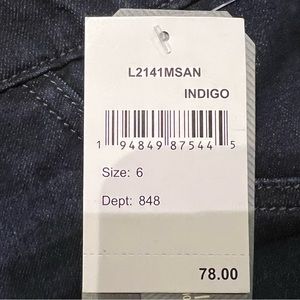 L2141MSAN
INDIGO
1 94849 87544 5
Size: 6
Dept: 848
78.00